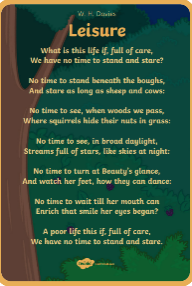 W. H. Davies
Leisure
What is this life if, full of care,
We have no time to stand and stare?
No time to stand beneath the boughs,
And stare as long as sheep and cows:
No time to see, when woods we pass,
Where squirrels hide their nuts in grass:
No time to see, in broad daylight,
Streams full of stars, like skies at night:
No time to turn at Beauty's glance,
And watch her feet, how they can dance:
No time to wait till her mouth can
Enrich that smile her eyes began?
A poor life this if, full of care,
We have no time to stand and stare.